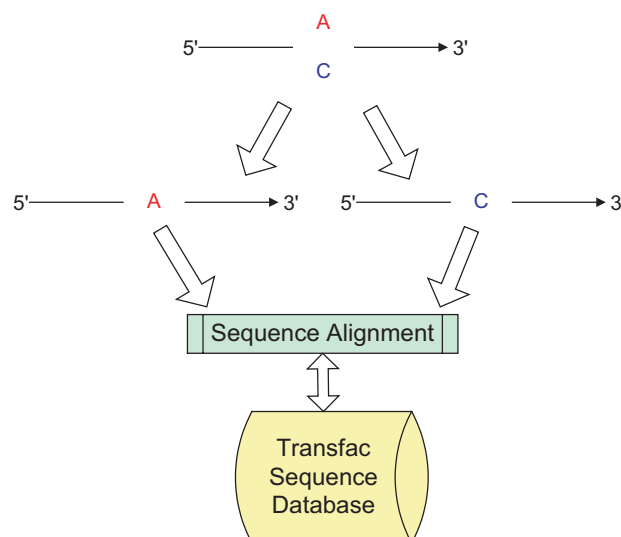 A
5' 3'
C
5' A 3' 5' C 3
Sequence Alignment
Transfac
Sequence
Database